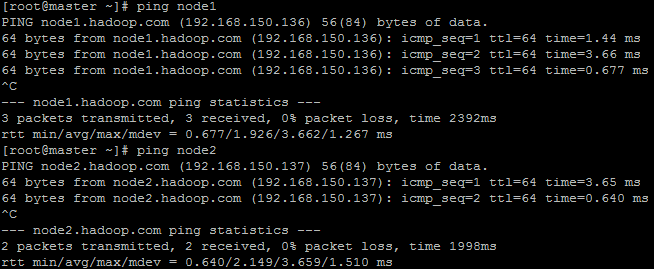 [root@master ~]# ping node1
PING node1.hadoop.com (192.168.150.136) 56(84) bytes of data.
64 bytes from node1.hadoop.com (192.168.150.136): icmp_seq=1 ttl=64 time=1.44 ms
64 bytes from node1.hadoop.com (192.168.150.136): icmp_seq=2 ttl=64 time=3.66 ms
64 bytes from node1.hadoop.com (192.168.150.136): icmp_seq=3 ttl=64 time=0.677 ms
^C
--- node1.hadoop.com ping statistics ---
3 packets transmitted, 3 received, 0% packet loss, time 2392ms
rtt min/avg/max/mdev = 0.677/1.926/3.662/1.267 ms
[root@master ~]# ping node2
PING node2.hadoop.com (192.168.150.137) 56(84) bytes of data.
64 bytes from node2.hadoop.com (192.168.150.137): icmp_seq=1 ttl=64 time=3.65 ms
64 bytes from node2.hadoop.com (192.168.150.137): icmp_seq=2 ttl=64 time=0.640 ms
^C
--- node2.hadoop.com ping statistics ---
2 packets transmitted, 2 received, 0% packet loss, time 1998ms
rtt min/avg/max/mdev = 0.640/2.149/3.659/1.510 ms